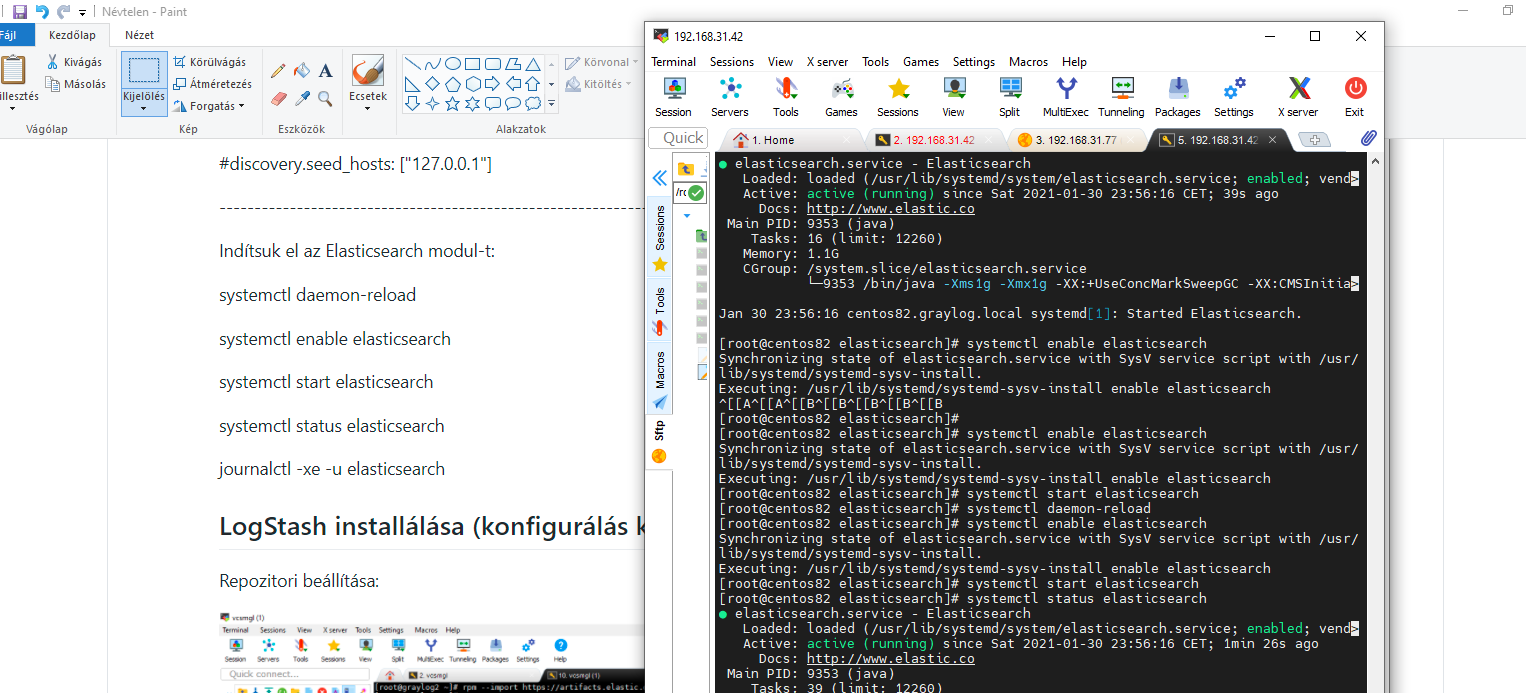 Névtelen - Paint
Fájl Kezdőlap Nézet
Kivágás
Másolás
illesztés
Vágólap
Kijelölés
Körülvágás
Átméretezés
Forgatás
Kép
Eszközök
Ecsetek
Alakzatok
Körvonal
Kitöltés
#discovery.seed_hosts: ["127.0.0.1"]
Indítsuk el az Elasticsearch modul-t:
systemctl daemon-reload
systemctl enable elasticsearch
systemctl start elasticsearch
systemctl status elasticsearch
journalctl -xe -u elasticsearch
LogStash installálása (konfigurálás k
Repozitori beállítása:
vcsmgl (1)
Terminal Sessions View X server Tools Settings Macros Help
Session Servers Tools Sessions View Split MultiExec Tunneling Packages Settings Help
Quick connect...
2. vcsmgl
10. vcsmgl (1)
[root@graylog2 ~]# rpm --import https://artifacts.elastic.
192.168.31.42
Terminal Sessions View X server Tools Games Settings Macros Help
Session Servers Tools Games Sessions View Split MultiExec Tunneling Packages Settings X server Exit
Quick
1. Home
2. 192.168.31.42
3. 192.168.31.77
5. 192.168.31.42
Sessions
Tools
Macros
Sftp
● elasticsearch.service - Elasticsearch
Loaded: loaded (/usr/lib/systemd/system/elasticsearch.service; enabled; vend>
Active: active (running) since Sat 2021-01-30 23:56:16 CET; 39s ago
Docs: http://www.elastic.co
Main PID: 9353 (java)
Tasks: 16 (limit: 12260)
Memory: 1.1G
CGroup: /system.slice/elasticsearch.service
└─9353 /bin/java -Xms1g -Xmx1g -XX:+UseConcMarkSweepGC -XX:CMSInitia>
Jan 30 23:56:16 centos82.graylog.local systemd[1]: Started Elasticsearch.
[root@centos82 elasticsearch]# systemctl enable elasticsearch
Synchronizing state of elasticsearch.service with SysV service script with /usr/
lib/systemd/systemd-sysv-install.
Executing: /usr/lib/systemd/systemd-sysv-install enable elasticsearch
^[[A^[[A^[[B^[[B^[[B^[[B^[[B
[root@centos82 elasticsearch]#
[root@centos82 elasticsearch]# systemctl enable elasticsearch
Synchronizing state of elasticsearch.service with SysV service script with /usr/
lib/systemd/systemd-sysv-install.
Executing: /usr/lib/systemd/systemd-sysv-install enable elasticsearch
[root@centos82 elasticsearch]# systemctl start elasticsearch
[root@centos82 elasticsearch]# systemctl daemon-reload
[root@centos82 elasticsearch]# systemctl enable elasticsearch
Synchronizing state of elasticsearch.service with SysV service script with /usr/
lib/systemd/systemd-sysv-install.
Executing: /usr/lib/systemd/systemd-sysv-install enable elasticsearch
[root@centos82 elasticsearch]# systemctl start elasticsearch
[root@centos82 elasticsearch]# systemctl status elasticsearch
● elasticsearch.service - Elasticsearch
Loaded: loaded (/usr/lib/systemd/system/elasticsearch.service; enabled; vend>
Active: active (running) since Sat 2021-01-30 23:56:16 CET; 1min 26s ago
Docs: http://www.elastic.co
Main PID: 9353 (java)
Tasks: 39 (limit: 12260)